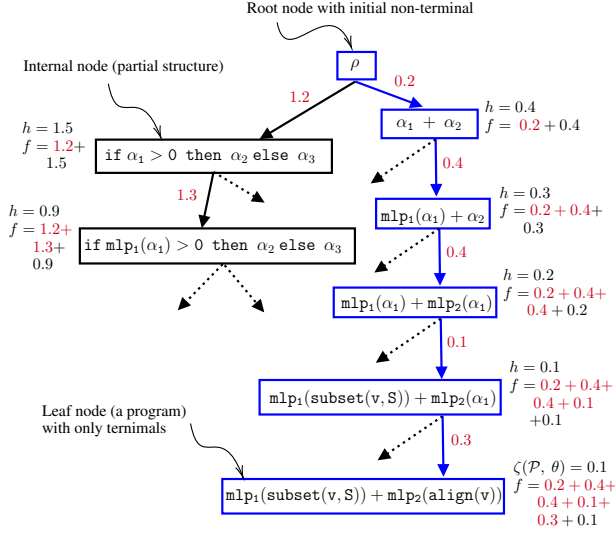 Root node with initial non-terminal
ρ
Internal node (partial structure)
1.2
0.2
h = 0.4
f = 0.2 + 0.4
α₁ + α₂
h = 1.5
f = 1.2+
1.5
if α₁ > 0 then α₂ else α₃
0.4
1.3
h = 0.3
f = 0.2 + 0.4+
0.3
mlp₁(α₁) + α₂
h = 0.9
f = 1.2+
1.3+
0.9
if mlp₁(α₁) > 0 then α₂ else α₃
0.4
h = 0.2
f = 0.2 + 0.4+
0.4 + 0.2
mlp₁(α₁) + mlp₂(α₁)
0.1
h = 0.1
f = 0.2 + 0.4+
0.4 + 0.1
+0.1
mlp₁(subset(v, S)) + mlp₂(α₁)
Leaf node (a program)
with only ternimals
0.3
ζ(P, θ) = 0.1
f = 0.2 + 0.4+
0.4 + 0.1+
0.3 + 0.1
mlp₁(subset(v, S)) + mlp₂(align(v))